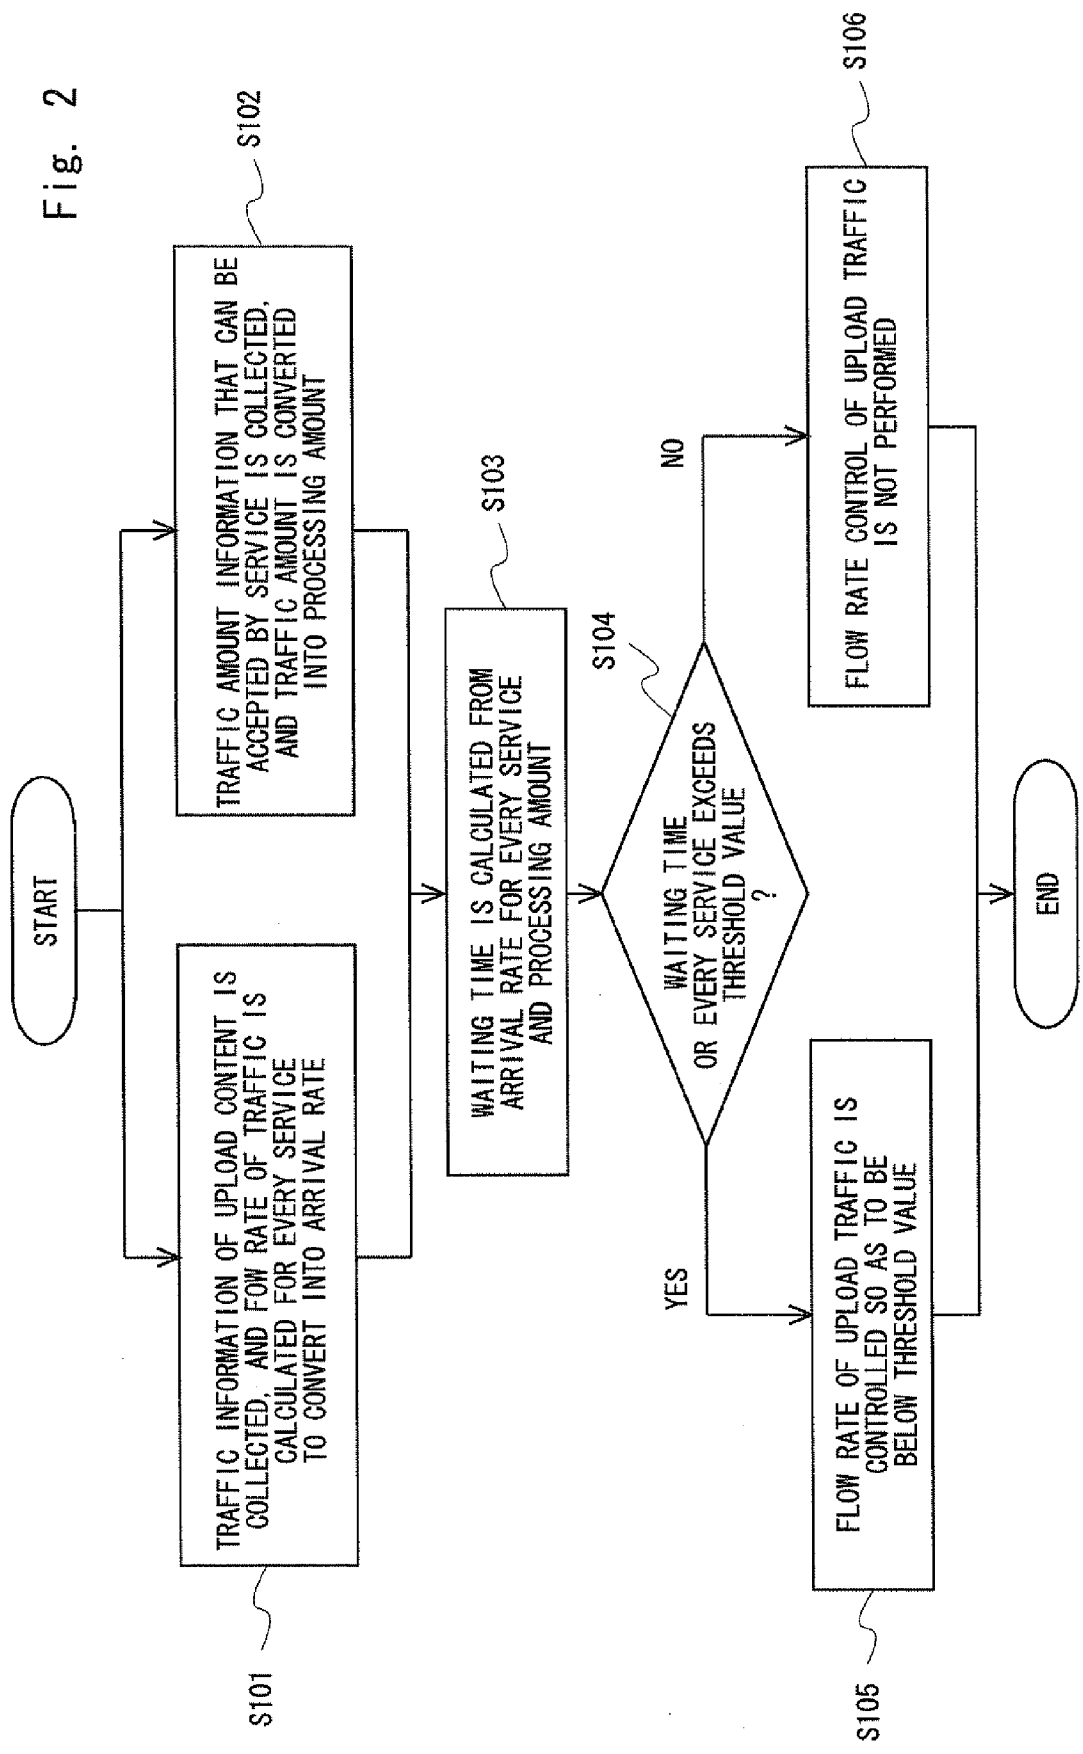 Fig. 2
START
S101
TRAFFIC INFORMATION OF UPLOAD CONTENT IS
COLLECTED, AND FOW RATE OF TRAFFIC IS
CALCULATED FOR EVERY SERVICE
TO CONVERT INTO ARRIVAL RATE
S102
TRAFFIC AMOUNT INFORMATION THAT CAN BE
ACCEPTED BY SERVICE IS COLLECTED,
AND TRAFFIC AMOUNT IS CONVERTED
INTO PROCESSING AMOUNT
S103
WAITING TIME IS CALCULATED FROM
ARRIVAL RATE FOR EVERY SERVICE
AND PROCESSING AMOUNT
S104
WAITING TIME
OR EVERY SERVICE EXCEEDS
THRESHOLD VALUE
?
YES
NO
S105
FLOW RATE OF UPLOAD TRAFFIC IS
CONTROLLED SO AS TO BE
BELOW THRESHOLD VALUE
S106
FLOW RATE CONTROL OF UPLOAD TRAFFIC
IS NOT PERFORMED
END